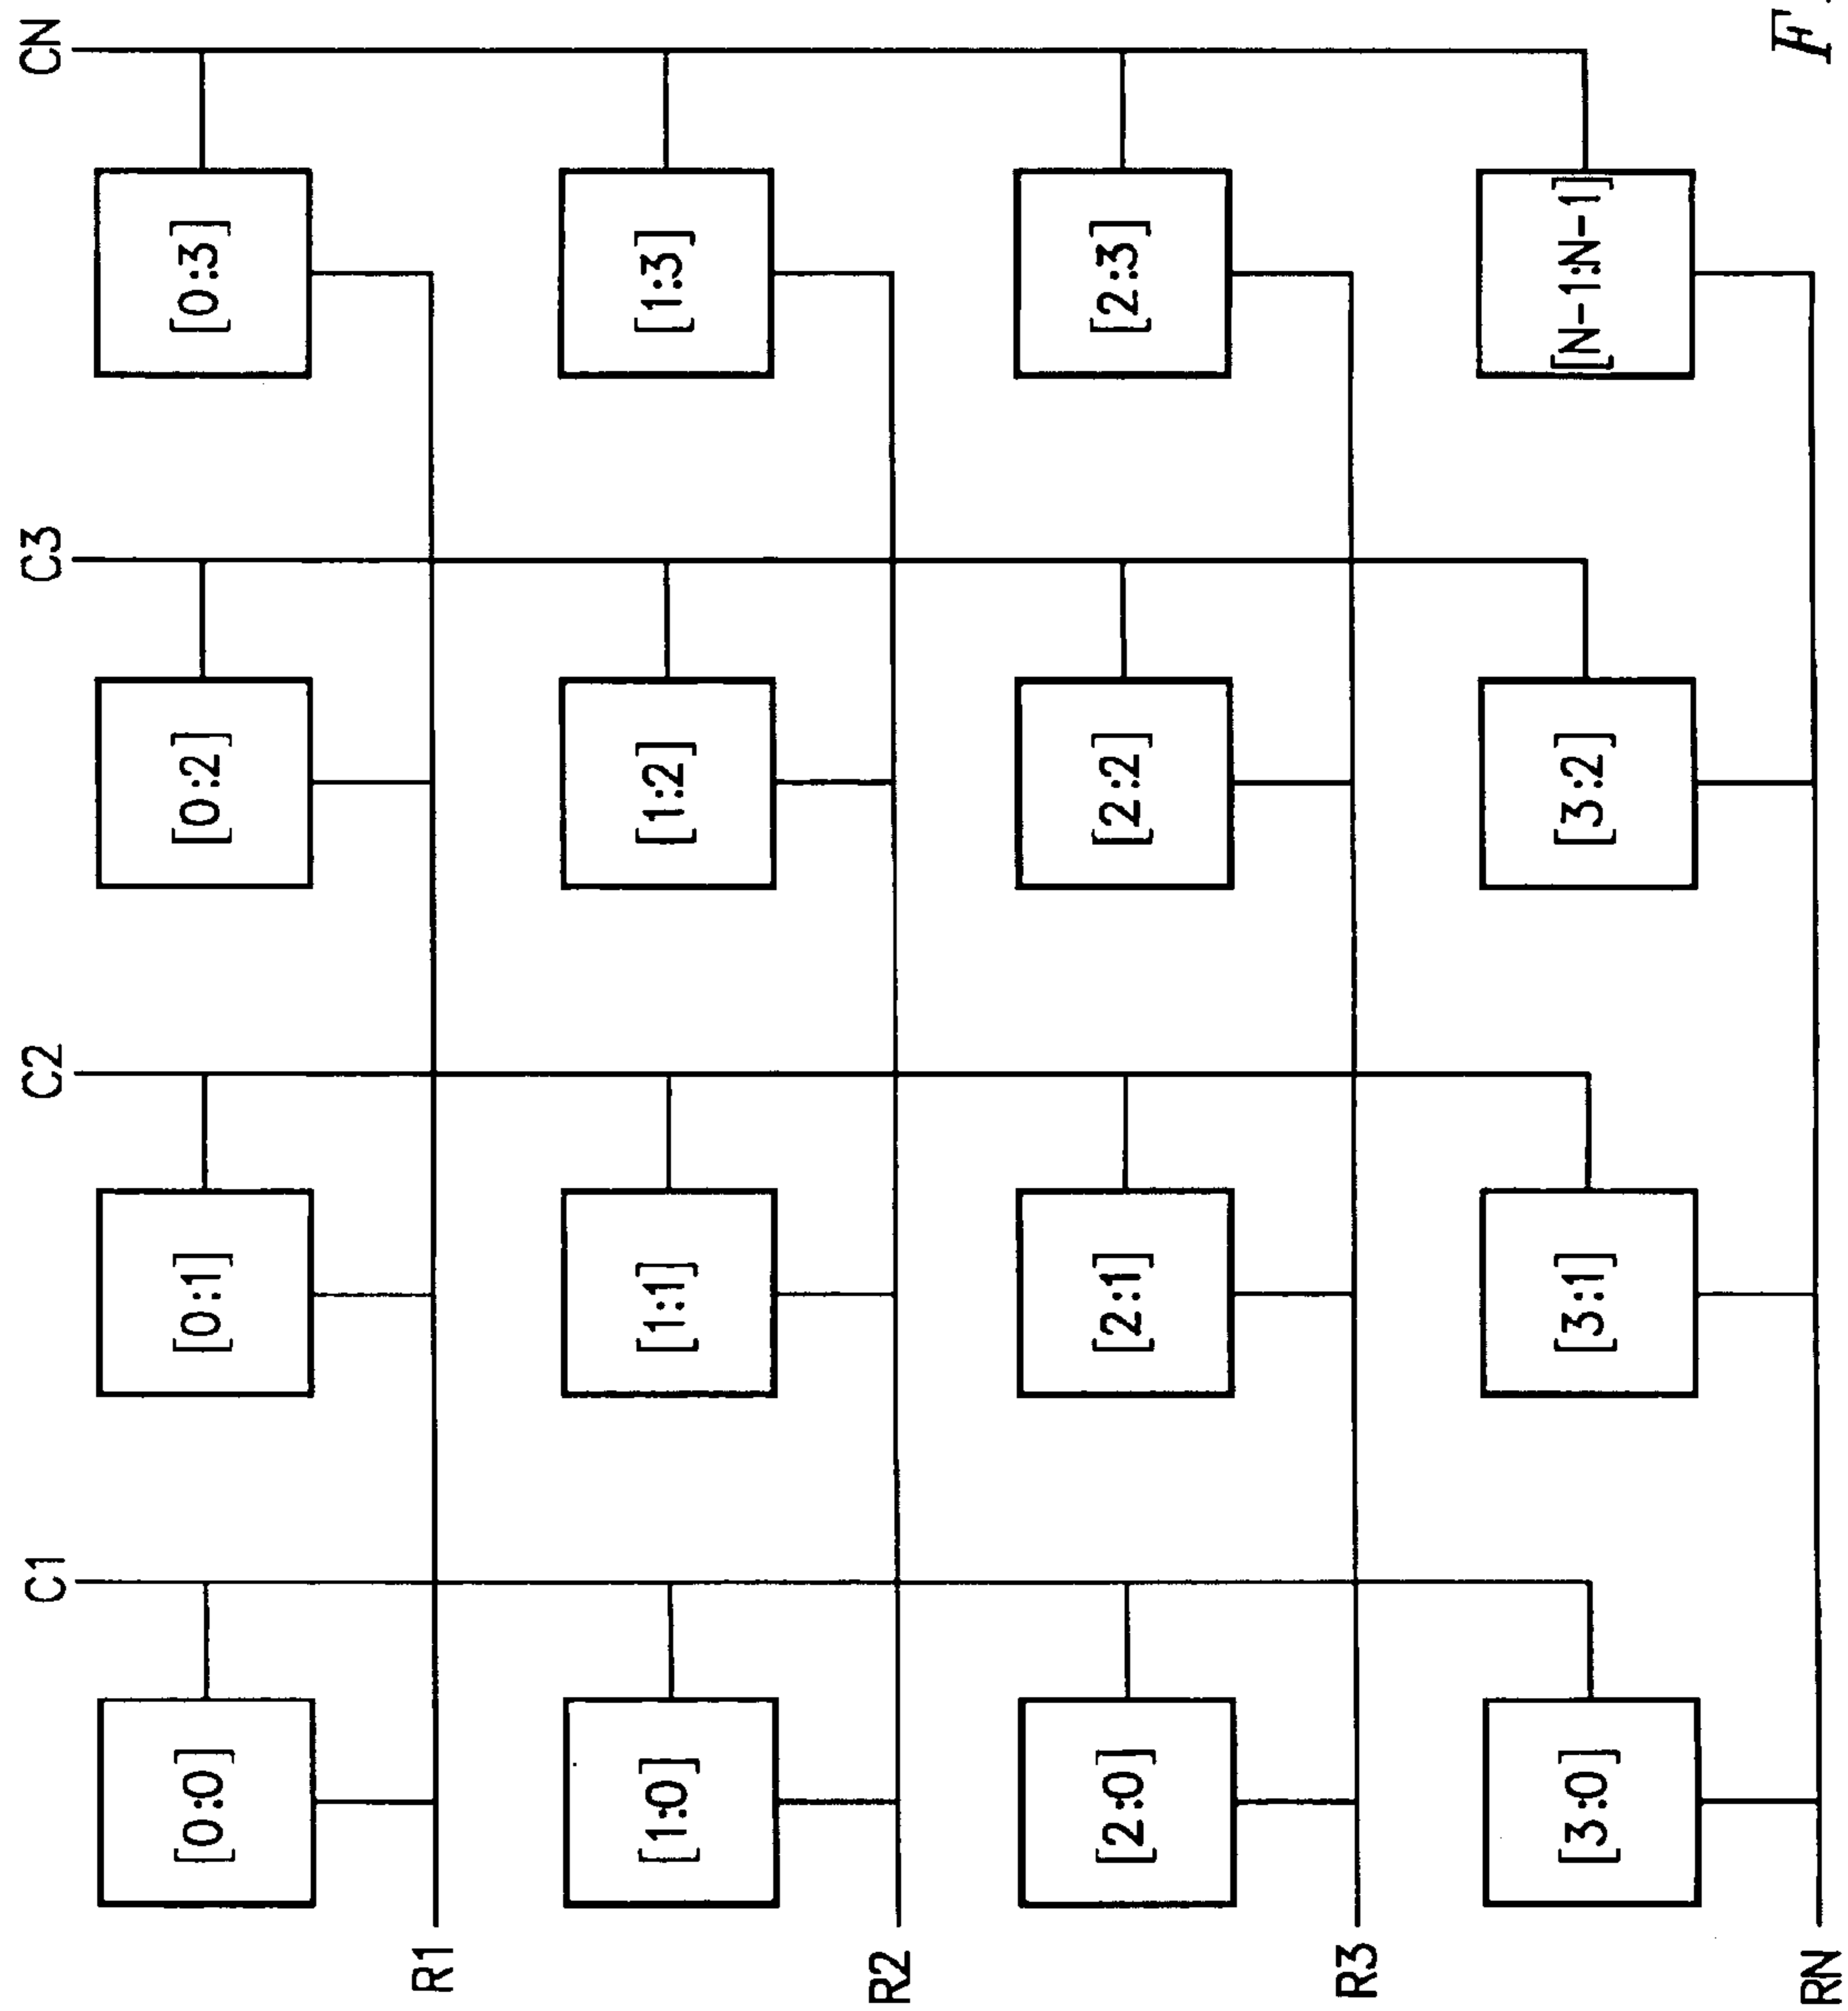 C1 C2 C3 CN
[0:0] [0:1] [0:2] [0:3]
R1
[1:0] [1:1] [1:2] [1:3]
R2
[2:0] [2:1] [2:2] [2:3]
R3
[3:0] [3:1] [3:2] [N-1:N-1]
RN
F